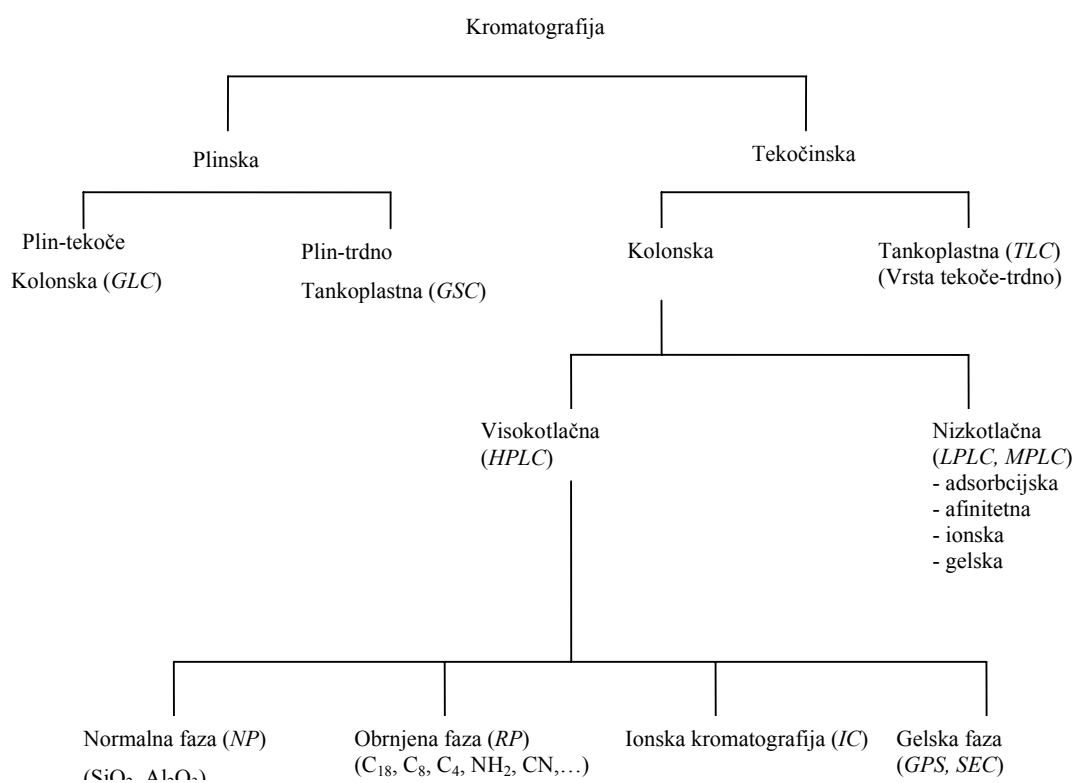 Kromatografija
Plinska
Tekočinska
Plin-tekoče
Kolonska (GLC)
Plin-trdno
Tankoplastna (GSC)
Kolonska
Tankoplastna (TLC)
(Vrsta tekoče-trdno)
Visokotlačna
(HPLC)
Nizkotlačna
(LPLC, MPLC)
- adsorbcijska
- afinitetna
- ionska
- gelska
Normalna faza (NP)
(SiO₂, Al₂O₃)
Obrnjena faza (RP)
(C₁₈, C₈, C₄, NH₂, CN,…)
Ionska kromatografija (IC)
Gelska faza
(GPS, SEC)